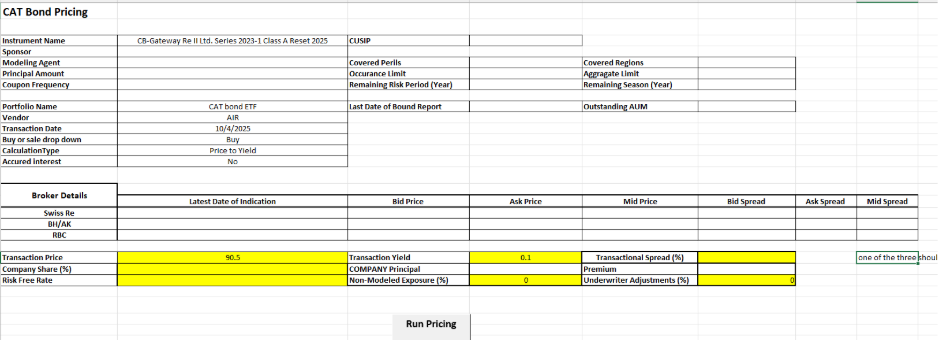 CAT Bond Pricing
Instrument Name CB-Gateway Re II Ltd. Series 2023-1 Class A Reset 2025 CUSIP
Sponsor
Modeling Agent Covered Perils Covered Regions
Principal Amount Occurance Limit Aggragate Limit
Coupon Frequency Remaining Risk Period (Year) Remaining Season (Year)
Portfolio Name CAT bond ETF Last Date of Bound Report Outstanding AUM
Vendor AIR
Transaction Date 10/4/2025
Buy or sale drop down Buy
CalculationType Price to Yield
Accured interest No
Broker Details
Latest Date of Indication Bid Price Ask Price Mid Price Bid Spread Ask Spread Mid Spread
Swiss Re
BH/AK
RBC
Transaction Price 90.5 Transaction Yield 0.1 Transactional Spread (%) one of the three shoul
Company Share (%) COMPANY Principal Premium
Risk Free Rate Non-Modeled Exposure (%) 0 Underwriter Adjustments (%) 0
Run Pricing